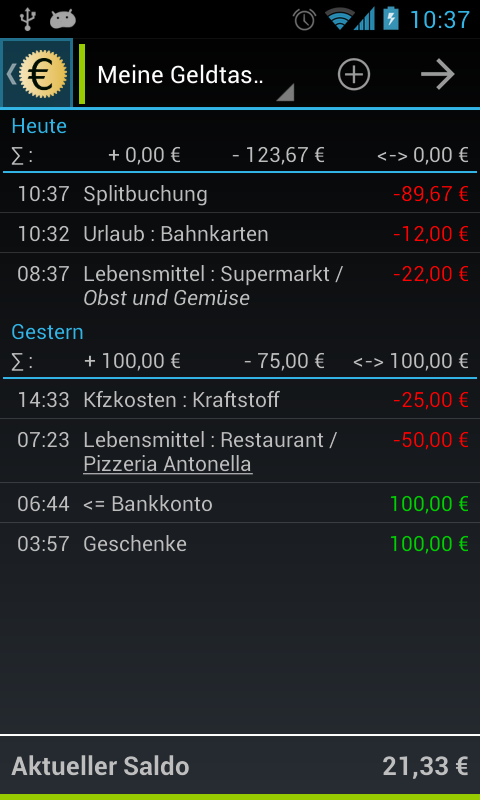 10:37
€ Meine Geldtas..
Heute
∑ : + 0,00 € - 123,67 € <-> 0,00 €
10:37 Splitbuchung -89,67 €
10:32 Urlaub : Bahnkarten -12,00 €
08:37 Lebensmittel : Supermarkt / -22,00 €
Obst und Gemüse
Gestern
∑ : + 100,00 € - 75,00 € <-> 100,00 €
14:33 Kfzkosten : Kraftstoff -25,00 €
07:23 Lebensmittel : Restaurant / -50,00 €
Pizzeria Antonella
06:44 <= Bankkonto 100,00 €
03:57 Geschenke 100,00 €
Aktueller Saldo 21,33 €